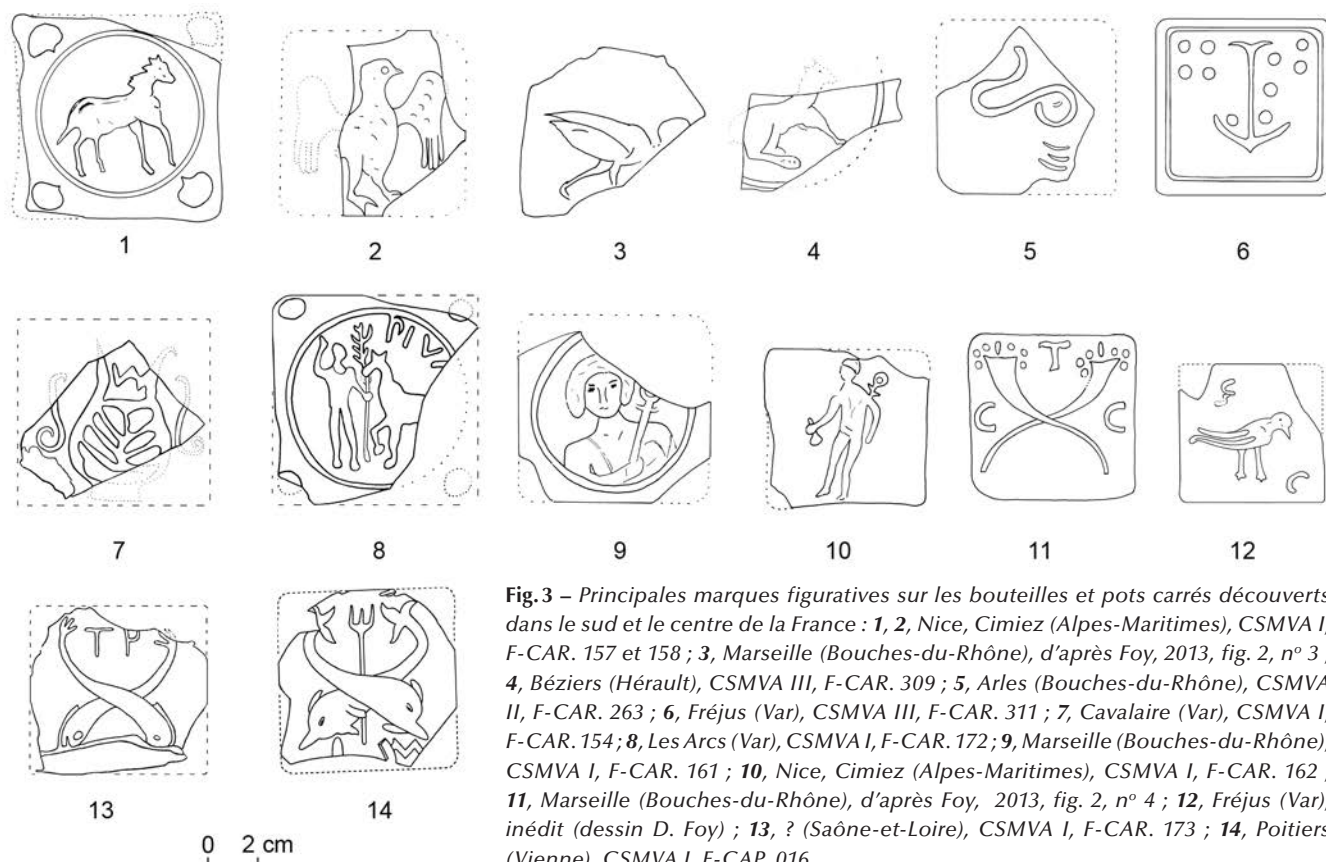 1
2
3
4
5
6
PIV
7
8
9
10
T
C C
11
12
T P
13
14
0 2 cm
Fig. 3 – Principales marques figuratives sur les bouteilles et pots carrés découverts
dans le sud et le centre de la France : 1, 2, Nice, Cimiez (Alpes-Maritimes), CSMVA I,
F-CAR. 157 et 158 ; 3, Marseille (Bouches-du-Rhône), d'après Foy, 2013, fig. 2, nº 3 ;
4, Béziers (Hérault), CSMVA III, F-CAR. 309 ; 5, Arles (Bouches-du-Rhône), CSMVA
II, F-CAR. 263 ; 6, Fréjus (Var), CSMVA III, F-CAR. 311 ; 7, Cavalaire (Var), CSMVA I,
F-CAR. 154 ; 8, Les Arcs (Var), CSMVA I, F-CAR. 172 ; 9, Marseille (Bouches-du-Rhône),
CSMVA I, F-CAR. 161 ; 10, Nice, Cimiez (Alpes-Maritimes), CSMVA I, F-CAR. 162 ;
11, Marseille (Bouches-du-Rhône), d'après Foy, 2013, fig. 2, nº 4 ; 12, Fréjus (Var),
inédit (dessin D. Foy) ; 13, ? (Saône-et-Loire), CSMVA I, F-CAR. 173 ; 14, Poitiers
(Vienne), CSMVA I, F-CAP. 016